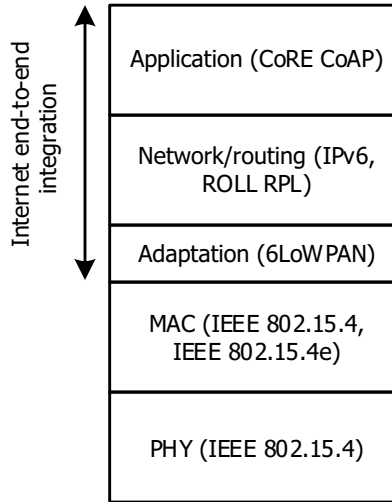 Internet end-to-end
integration
Application (CoRE CoAP)
Network/routing (IPv6,
ROLL RPL)
Adaptation (6LoWPAN)
MAC (IEEE 802.15.4,
IEEE 802.15.4e)
PHY (IEEE 802.15.4)